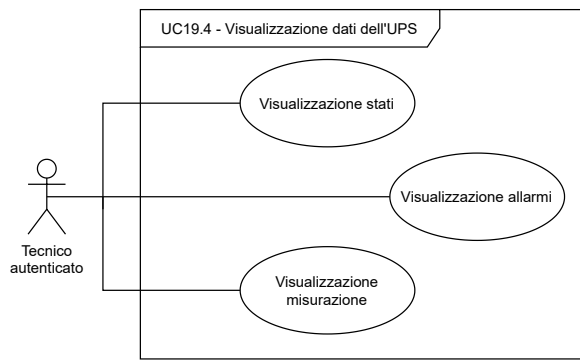 UC19.4 - Visualizzazione dati dell'UPS
Visualizzazione stati
Visualizzazione allarmi
Tecnico
autenticato
Visualizzazione
misurazione